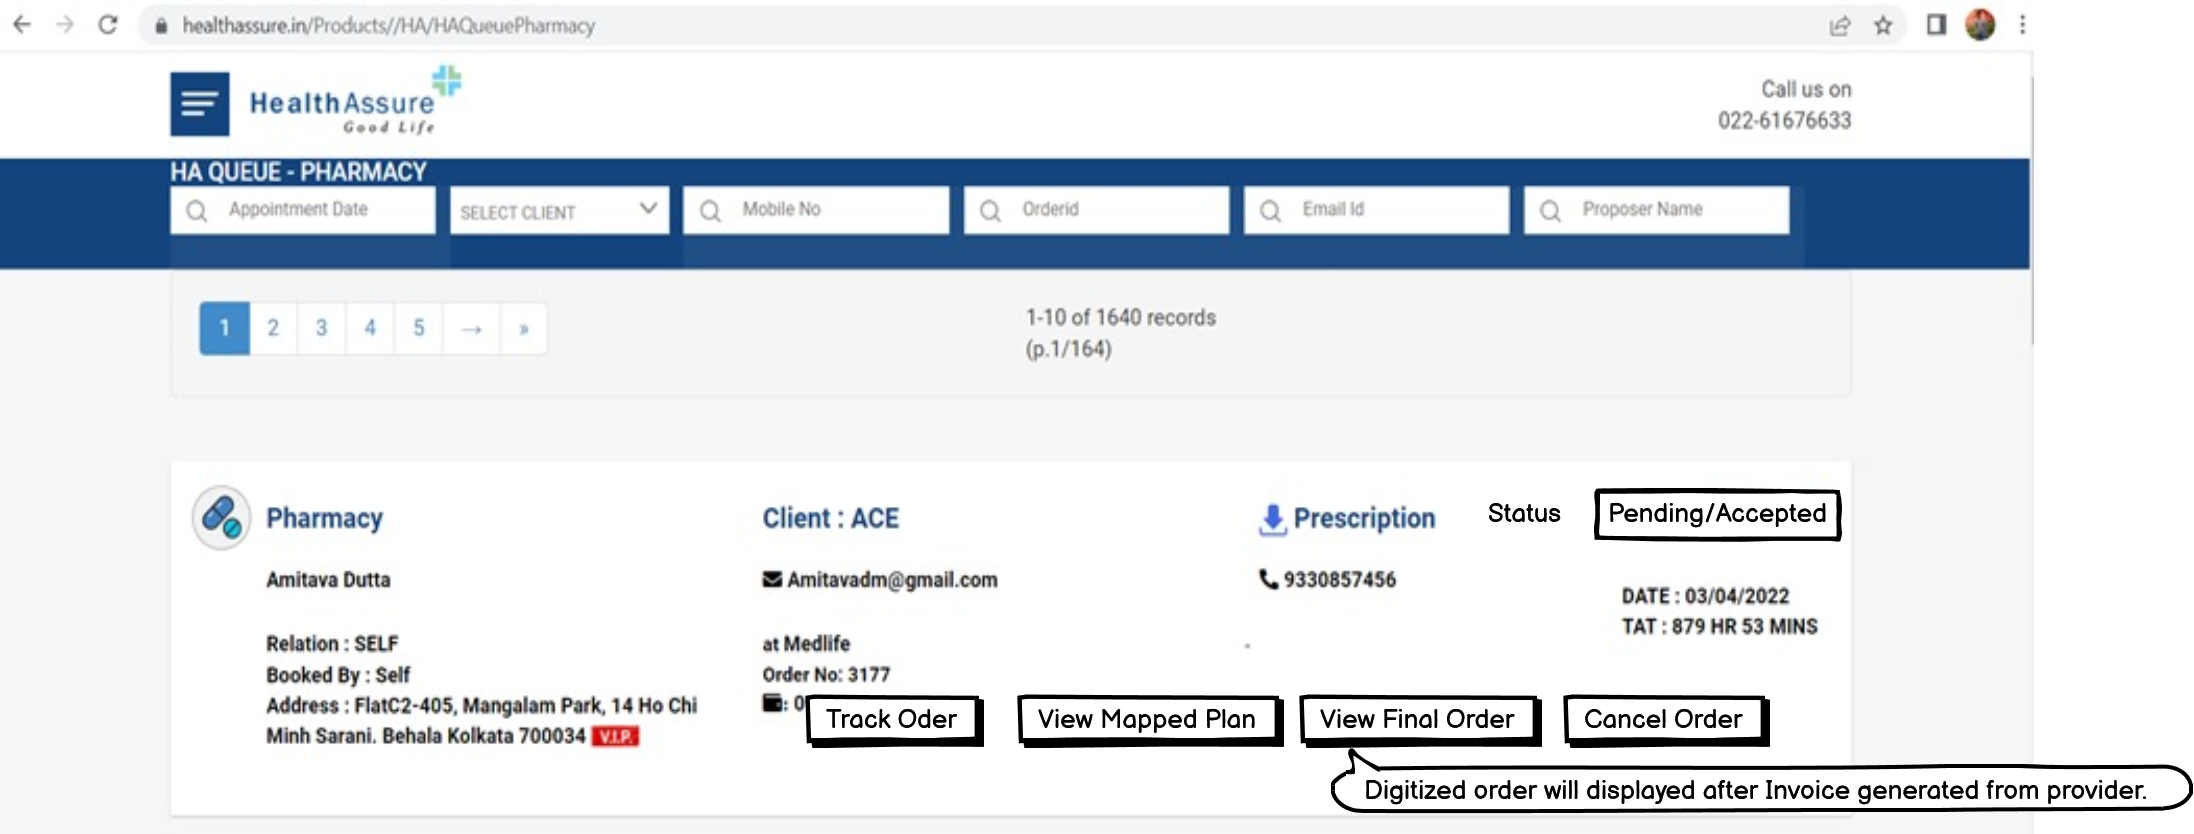 healthassure.in/Products//HA/HAQueuePharmacy
HealthAssure
Good Life
Call us on
022-61676633
HA QUEUE - PHARMACY
Appointment Date
SELECT CLIENT
Mobile No
Orderid
Email Id
Proposer Name
1 2 3 4 5 → »
1-10 of 1640 records
(p.1/164)
Pharmacy
Client : ACE
Prescription
Status
Pending/Accepted
Amitava Dutta
Amitavadm@gmail.com
9330857456
DATE : 03/04/2022
TAT : 879 HR 53 MINS
Relation : SELF
Booked By : Self
Address : FlatC2-405, Mangalam Park, 14 Ho Chi
Minh Sarani. Behala Kolkata 700034 V.I.P.
at Medlife
Order No: 3177
: 0
Track Oder
View Mapped Plan
View Final Order
Cancel Order
Digitized order will displayed after Invoice generated from provider.